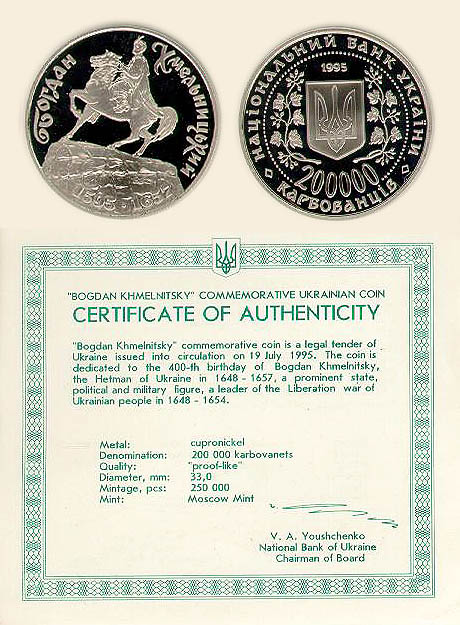 Богдан Хмельницький
1595-1657
НАЦІОНАЛЬНИЙ БАНК УКРАЇНИ
1995
200000
КАРБОВАНЦІВ
"BOGDAN KHMELNITSKY" COMMEMORATIVE UKRAINIAN COIN
CERTIFICATE OF AUTHENTICITY
"Bogdan Khmelnitsky" commemorative coin is a legal tender of
Ukraine issued into circulation on 19 July 1995. The coin is
dedicated to the 400-th birthday of Bogdan Khmelnitsky,
the Hetman of Ukraine in 1648 - 1657, a prominent state,
political and military figure, a leader of the Liberation war of
Ukrainian people in 1648 - 1654.
Metal: cupronickel
Denomination: 200 000 karbovanets
Quality: "proof-like"
Diameter, mm: 33,0
Mintage, pcs: 250 000
Mint: Moscow Mint
V. A. Youshchenko
National Bank of Ukraine
Chairman of Board